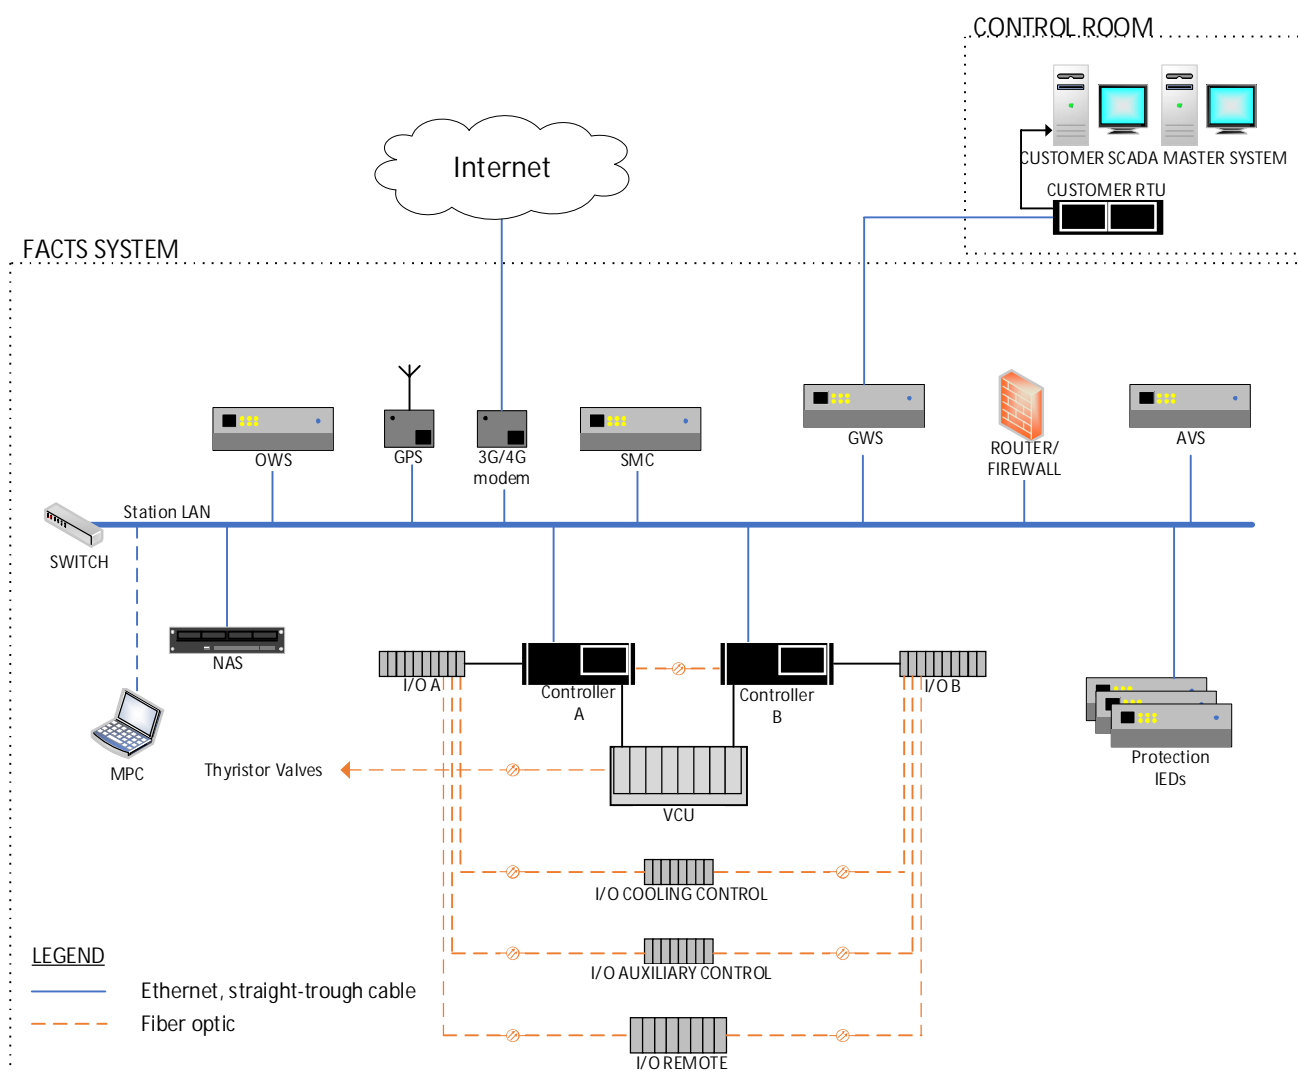 CONTROL ROOM
CUSTOMER SCADA MASTER SYSTEM
CUSTOMER RTU
Internet
FACTS SYSTEM
OWS
GPS
3G/4G
modem
SMC
GWS
ROUTER/
FIREWALL
AVS
Station LAN
SWITCH
NAS
MPC
I/O A
Controller
A
Controller
B
I/O B
Protection
IEDs
Thyristor Valves
VCU
I/O COOLING CONTROL
I/O AUXILIARY CONTROL
I/O REMOTE
LEGEND
Ethernet, straight-trough cable
Fiber optic